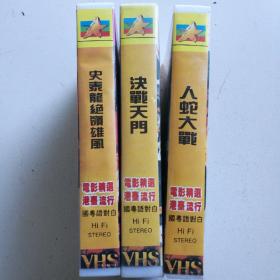 史泰龍絕嶺雄風
電影精選
港臺流行
國粵語對白
Hi Fi
STEREO
VHS
決戰天門
電影精選
港臺流行
國粵語對白
Hi Fi
STEREO
VHS
人蛇大戰
電影精選
港臺流行
國粵語對白
Hi Fi
STEREO
VHS